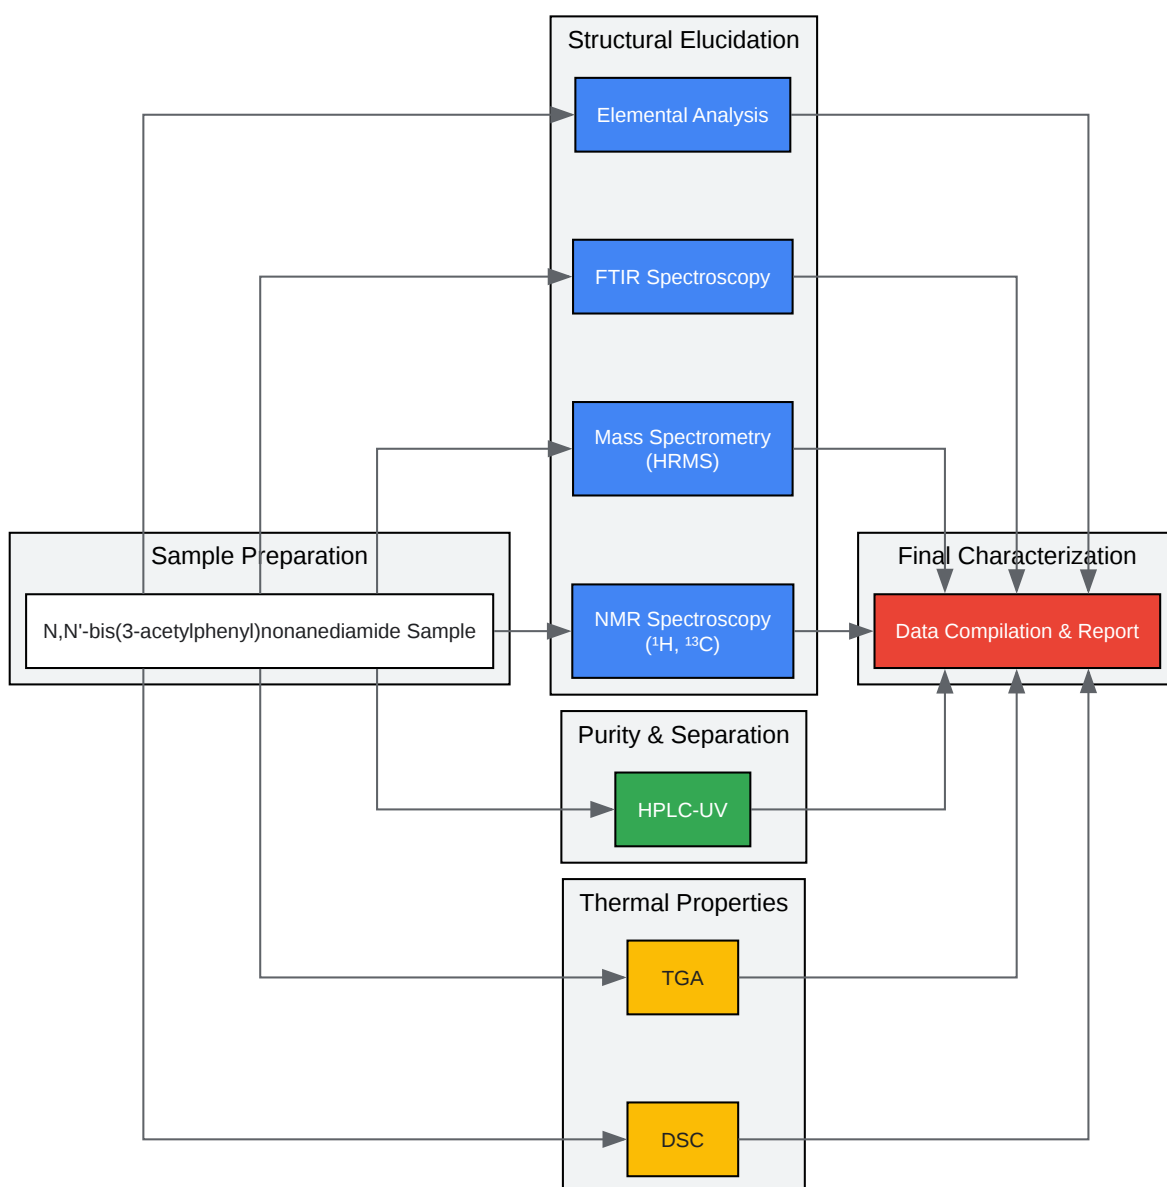 Structural Elucidation
Elemental Analysis
FTIR Spectroscopy
Mass Spectrometry
(HRMS)
Sample Preparation
N,N'-bis(3-acetylphenyl)nonanediamide Sample
NMR Spectroscopy
(¹H, ¹³C)
Final Characterization
Data Compilation & Report
Purity & Separation
HPLC-UV
Thermal Properties
TGA
DSC